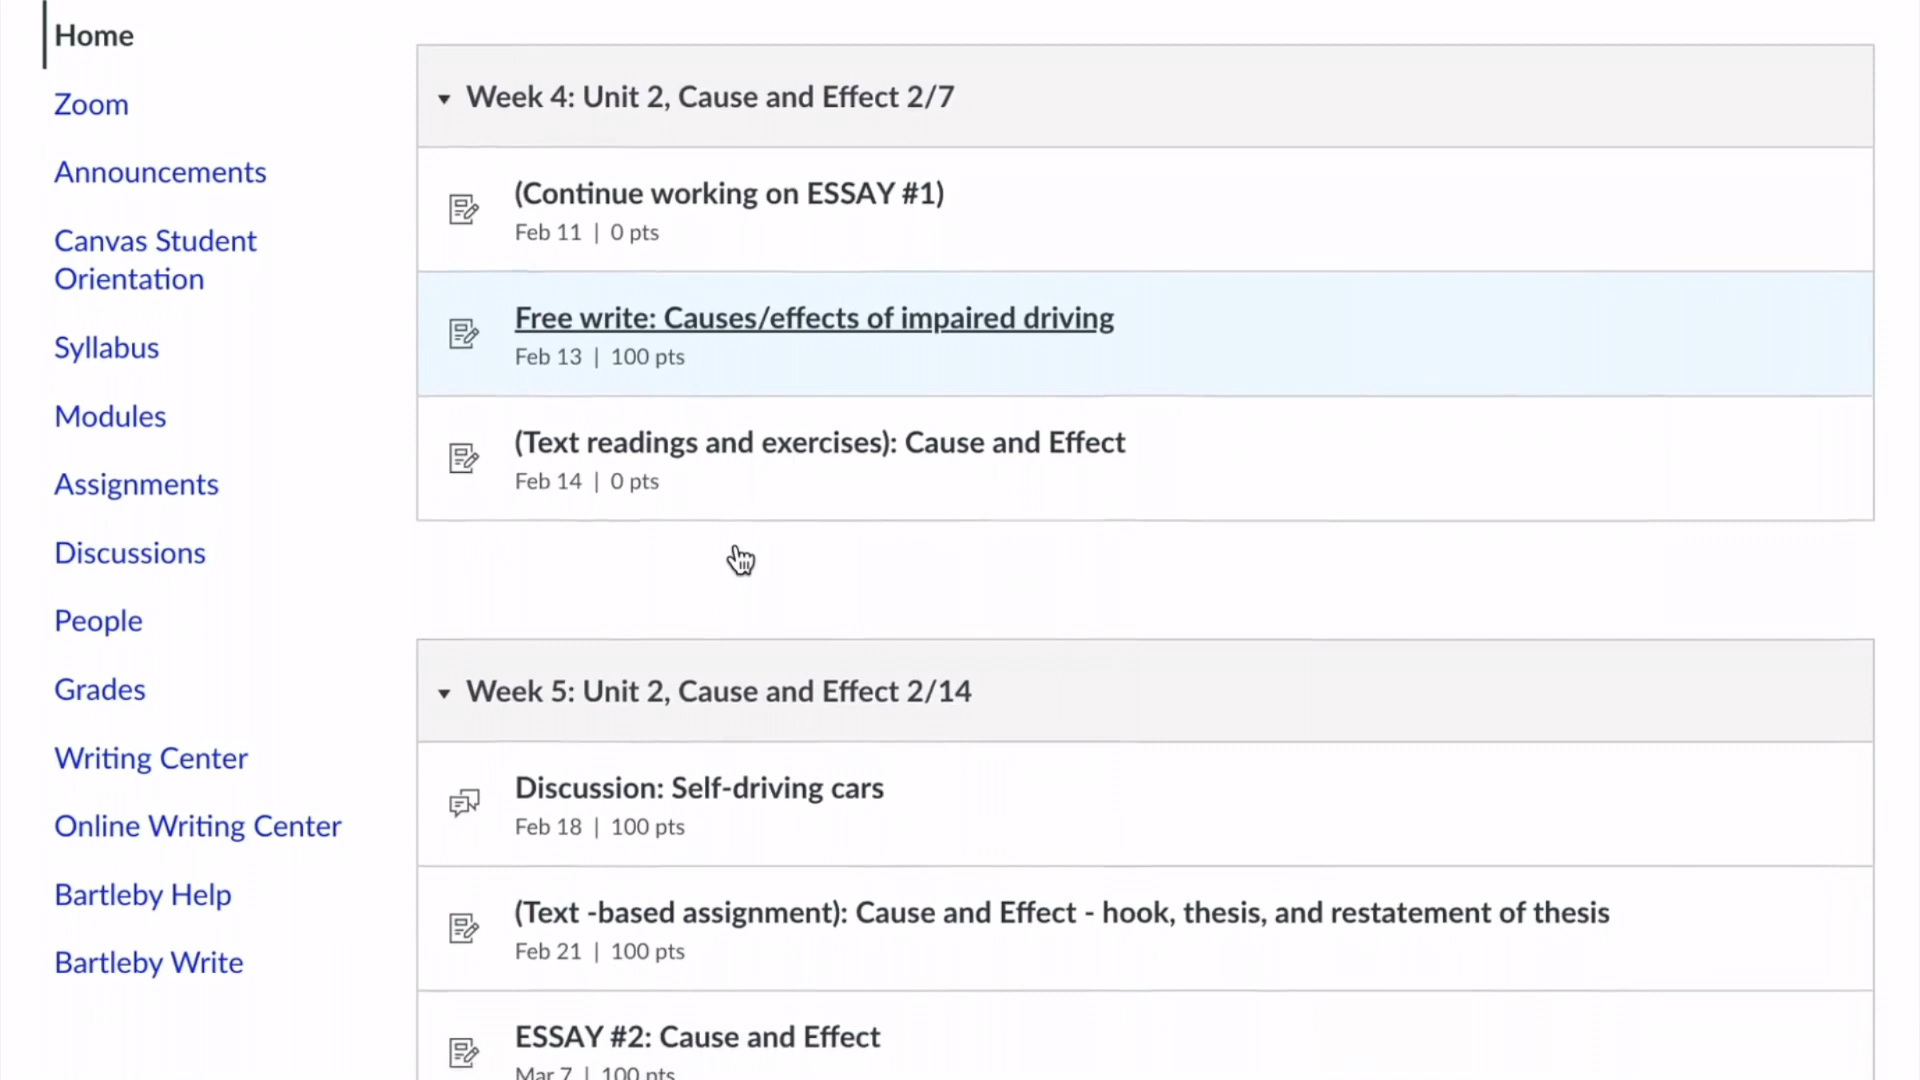 Home
Zoom
Announcements
Canvas Student
Orientation
Syllabus
Modules
Assignments
Discussions
People
Grades
Writing Center
Online Writing Center
Bartleby Help
Bartleby Write
Week 4: Unit 2, Cause and Effect 2/7
(Continue working on ESSAY #1)
Feb 11 | 0 pts
Free write: Causes/effects of impaired driving
Feb 13 | 100 pts
(Text readings and exercises): Cause and Effect
Feb 14 | 0 pts
Week 5: Unit 2, Cause and Effect 2/14
Discussion: Self-driving cars
Feb 18 | 100 pts
(Text -based assignment): Cause and Effect - hook, thesis, and restatement of thesis
Feb 21 | 100 pts
ESSAY #2: Cause and Effect
Mar 7 | 100 pts